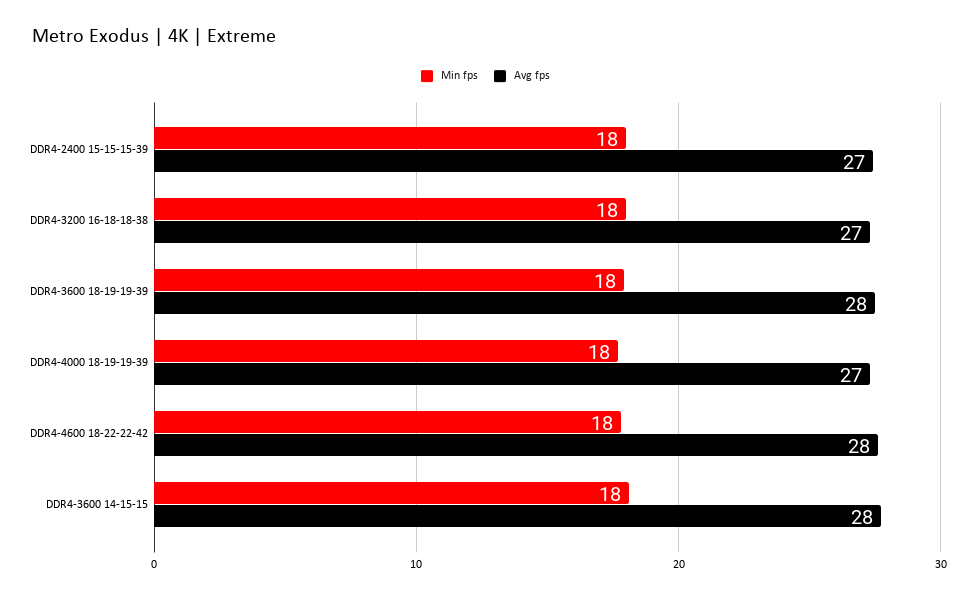 Metro Exodus | 4K | Extreme
Min fps Avg fps
DDR4-2400 15-15-15-39 18 27
DDR4-3200 16-18-18-38 18 27
DDR4-3600 18-19-19-39 18 28
DDR4-4000 18-19-19-39 18 27
DDR4-4600 18-22-22-42 18 28
DDR4-3600 14-15-15 18 28
0 10 20 30